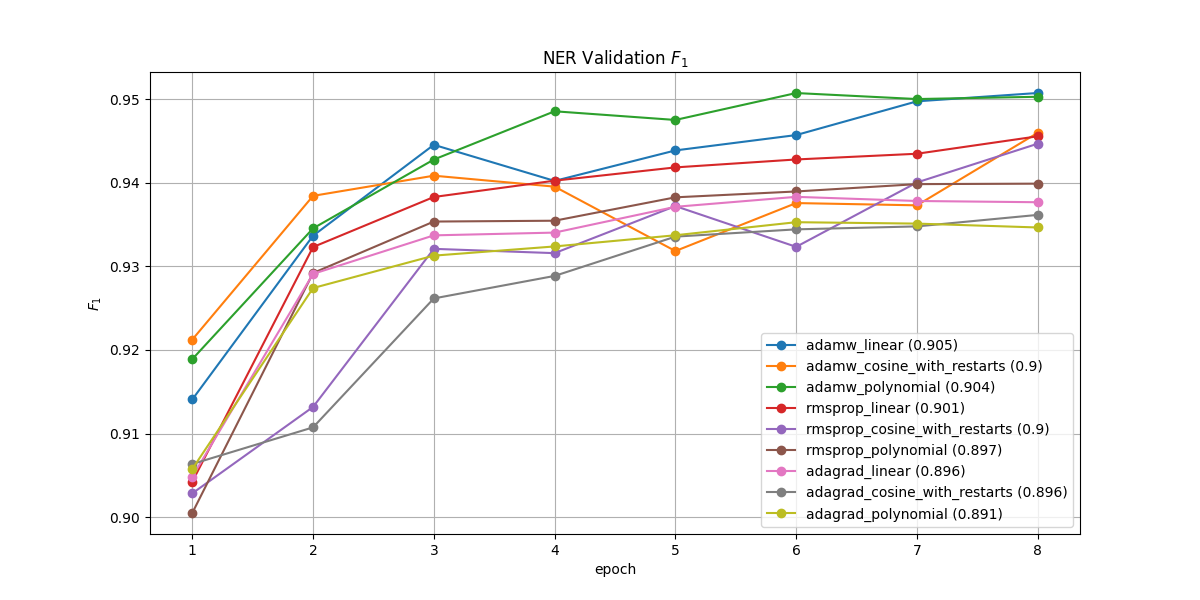 NER Validation F₁
0.95
0.94
0.93
0.92
0.91
0.90
F₁
adamw_linear (0.905)
adamw_cosine_with_restarts (0.9)
adamw_polynomial (0.904)
rmsprop_linear (0.901)
rmsprop_cosine_with_restarts (0.9)
rmsprop_polynomial (0.897)
adagrad_linear (0.896)
adagrad_cosine_with_restarts (0.896)
adagrad_polynomial (0.891)
1 2 3 4 5 6 7 8
epoch